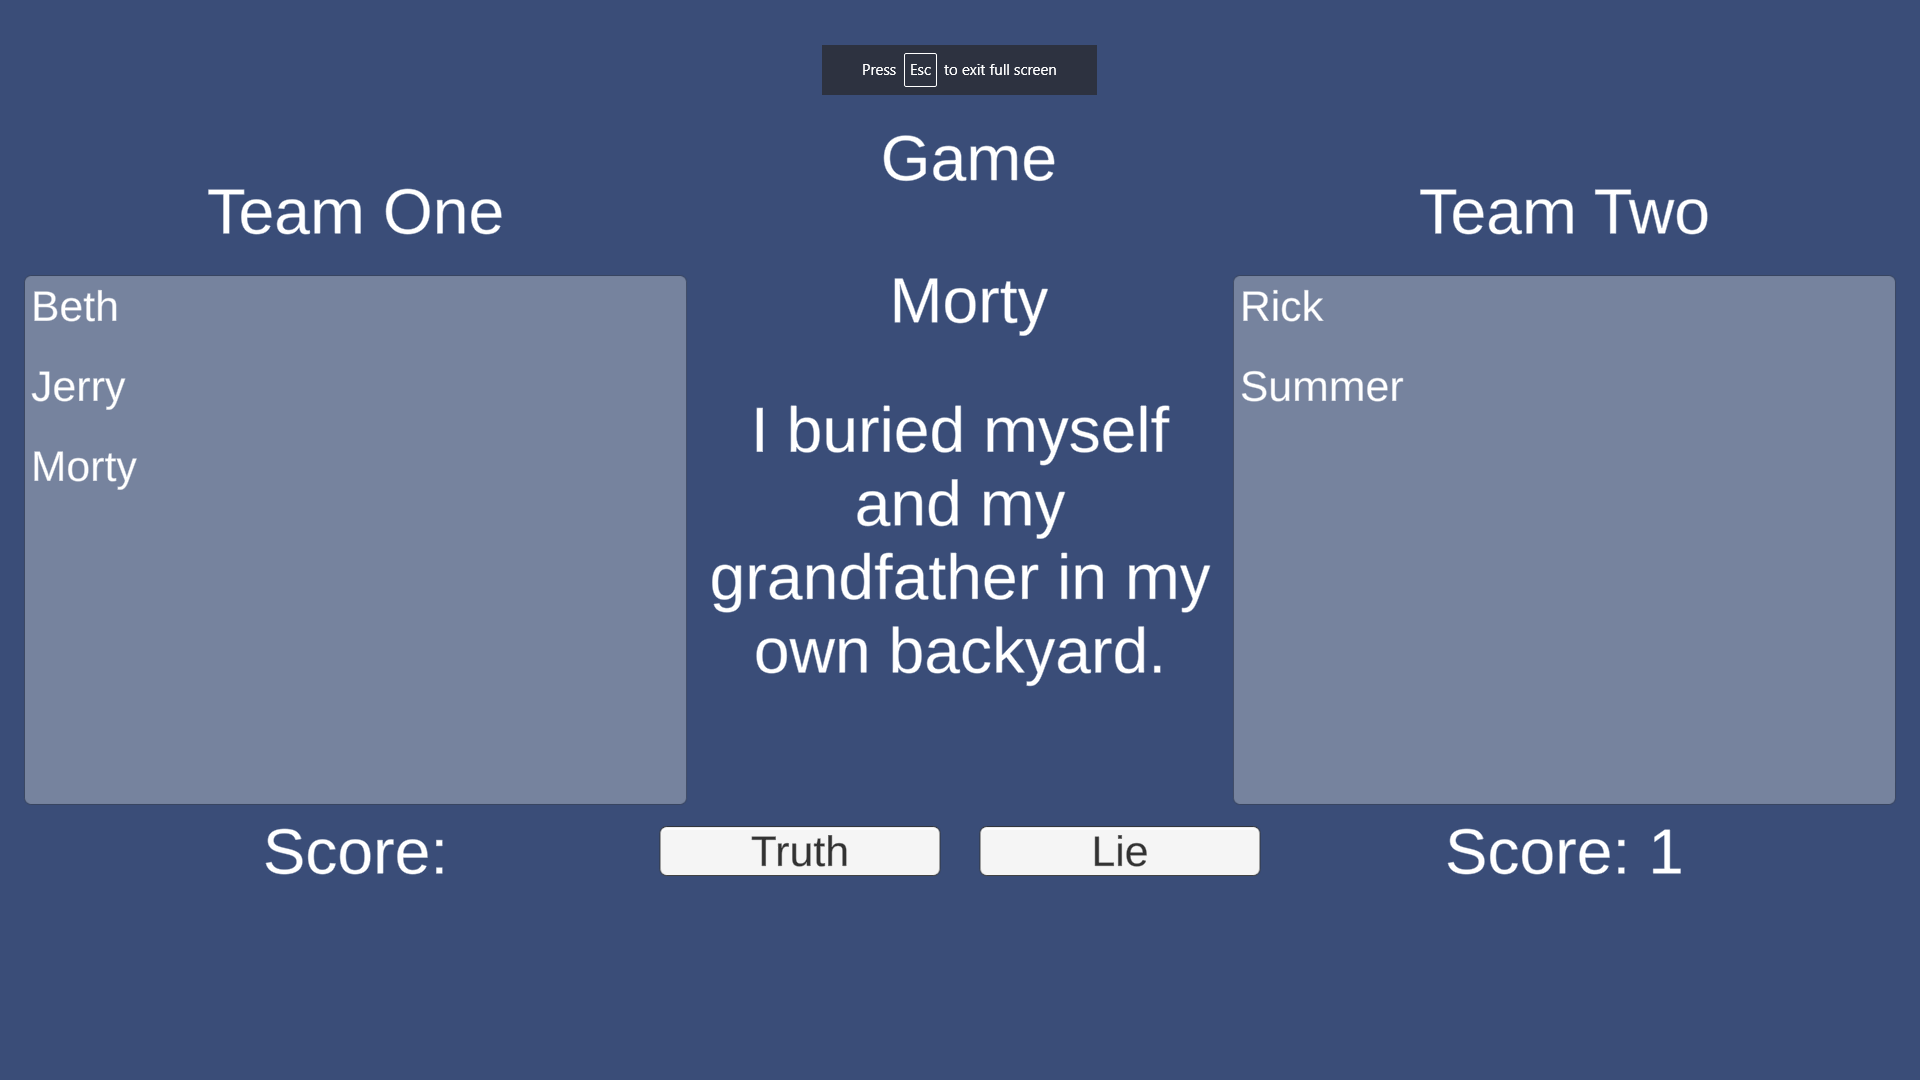 Press Esc to exit full screen
Game
Team One
Team Two
Beth
Jerry
Morty
Morty
I buried myself
and my
grandfather in my
own backyard.
Rick
Summer
Score:
Truth
Lie
Score: 1